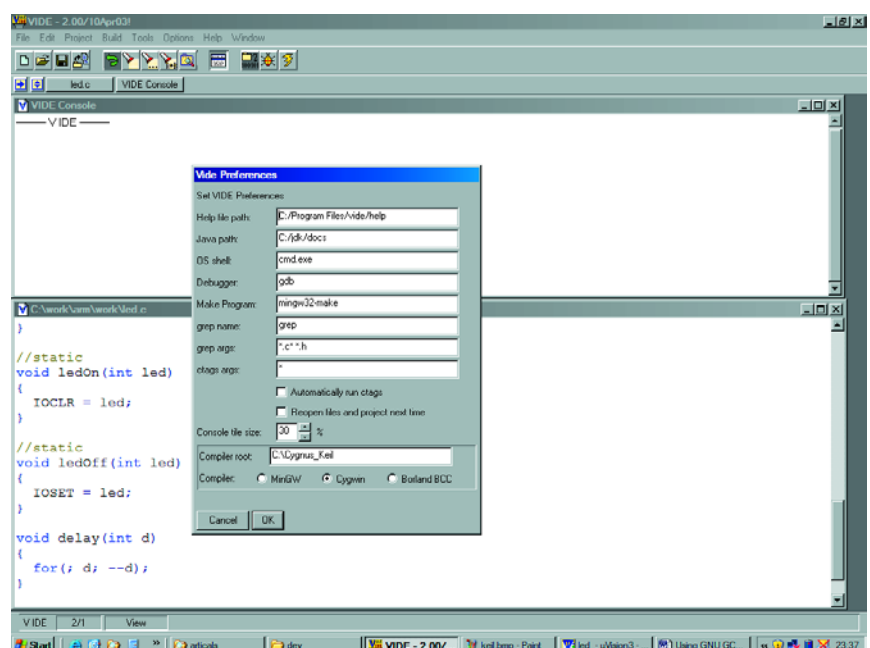 VIDE - 2.00/10Apr03!
File Edit Project Build Tools Options Help Window
led.c VIDE Console
VIDE Console
VIDE
Vide Preferences
Set VIDE Preferences
Help file path: C:/Program Files/vide/help
Java path: C:/jdk/docs
OS shell: cmd.exe
Debugger: gdb
Make Program: mingw32-make
grep name: grep
grep args: *.c* *.h
ctags args: *
Automatically run ctags
Reopen files and project next time
Console tile size: 30 %
Compiler root: C:\Cygnus_Keil
Compiler: MinGW Cygwin Borland BCC
Cancel OK
C:\work\arm\work\led.c
}
//static
void ledOn(int led)
{
IOCLR = led;
}
//static
void ledOff(int led)
{
IOSET = led;
}
void delay(int d)
{
for(; d; --d);
}
VIDE 2/1 View
Start articals dev VIDE - 2.00/ keil.bmp - Paint led - uVision3 - Using GNU GC 23:37